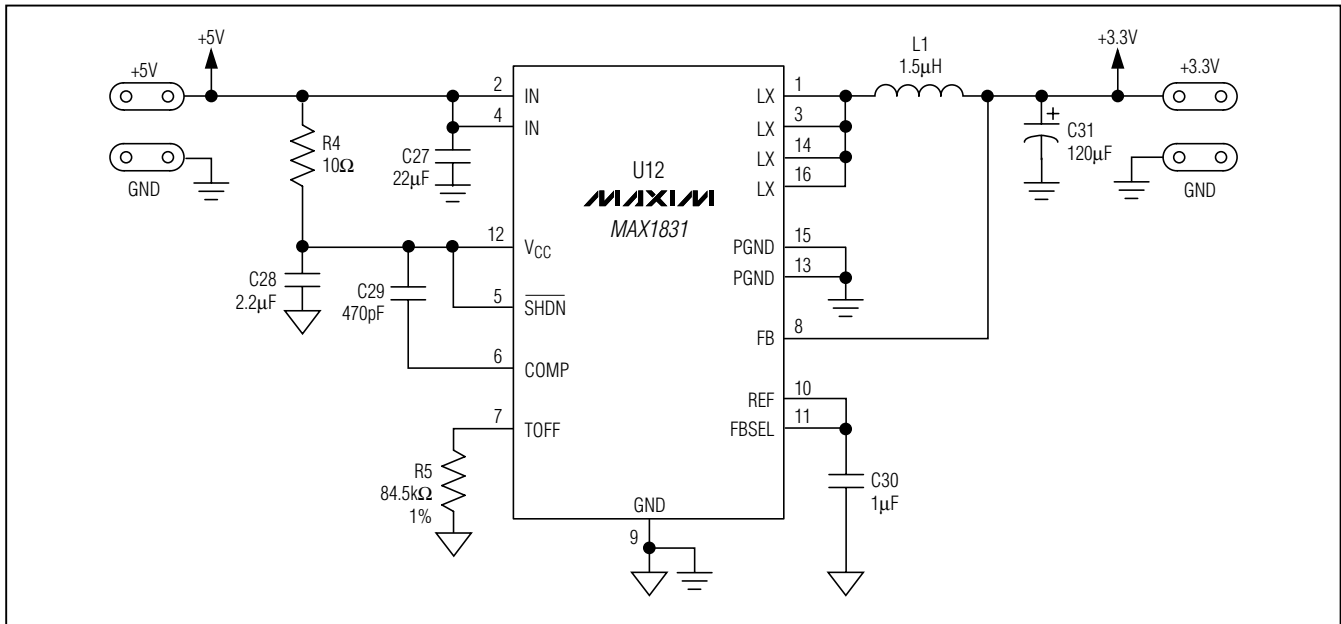 +5V
+5V
GND
R4
10Ω
C27
22μF
C28
2.2μF
C29
470pF
R5
84.5kΩ
1%
2
IN
4
IN
12
VCC
5
SHDN
6
COMP
7
TOFF
U12
MAXIM
MAX1831
GND
9
LX
1
LX
3
LX
14
LX
16
PGND
15
PGND
13
FB
8
REF
10
FBSEL
11
L1
1.5μH
+3.3V
+3.3V
+
C31
120μF
GND
C30
1μF